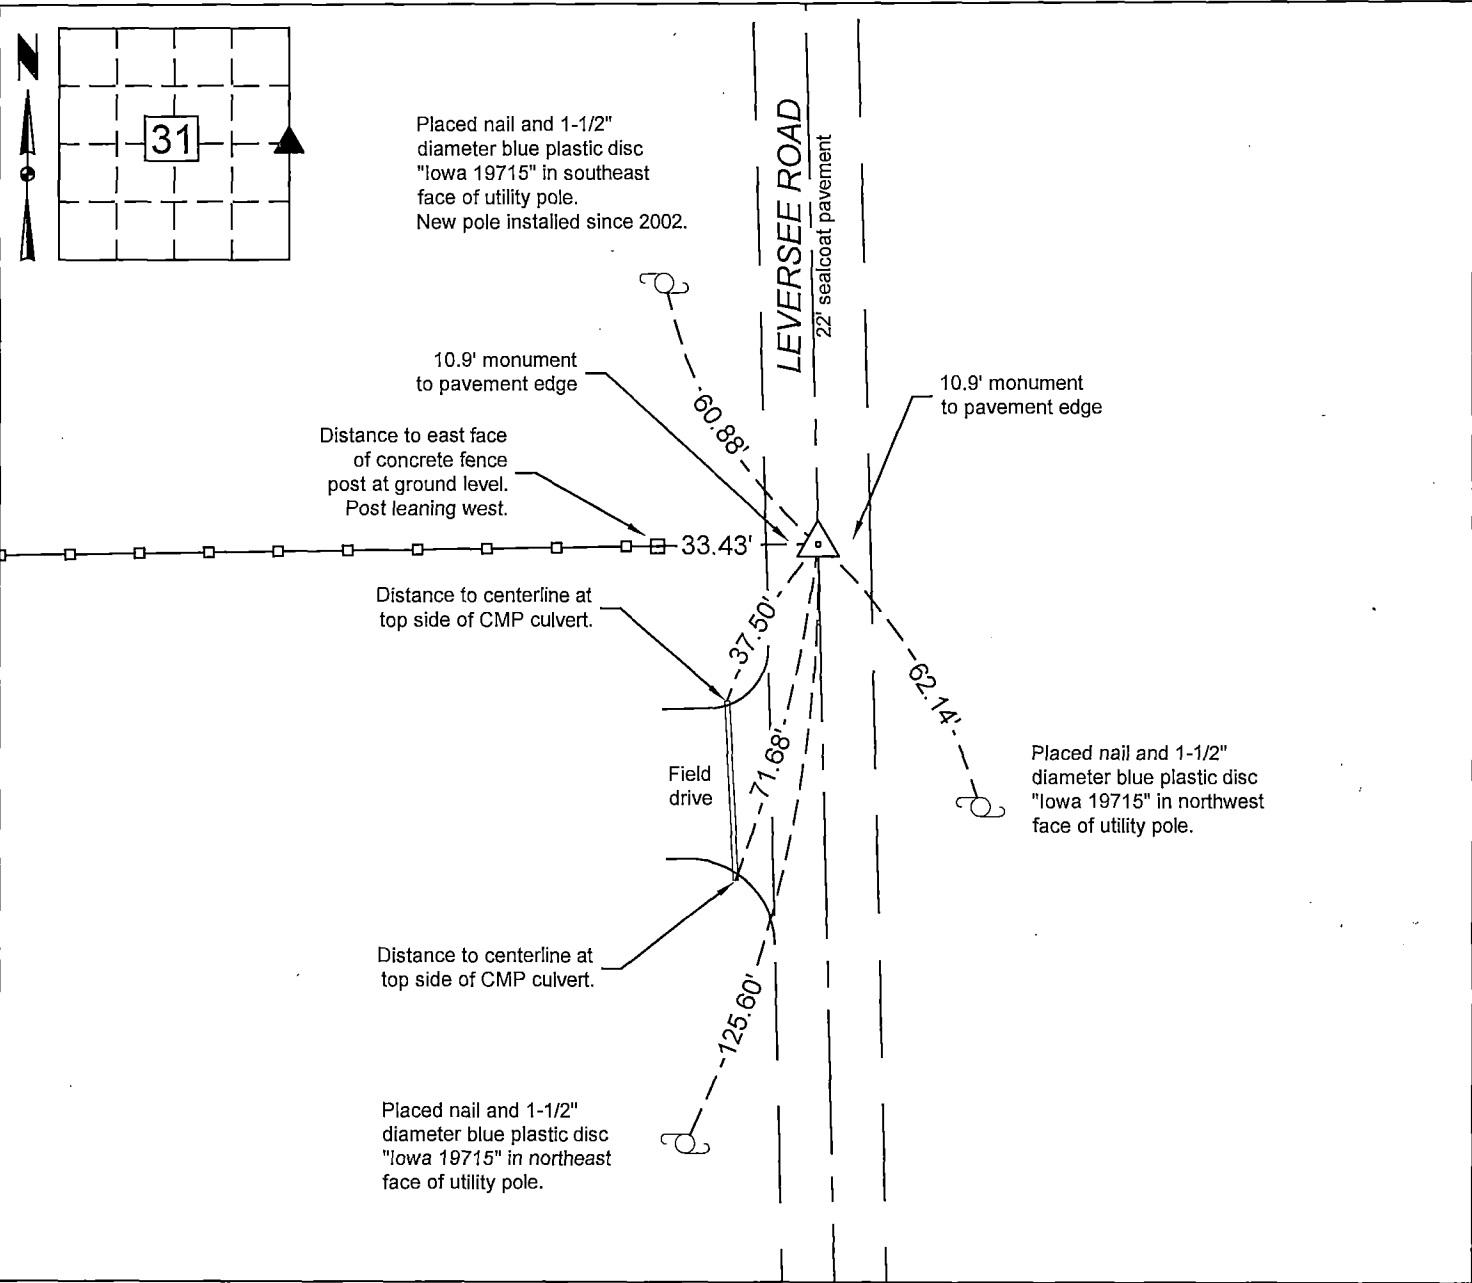 N
31
Placed nail and 1-1/2"
diameter blue plastic disc
"Iowa 19715" in southeast
face of utility pole.
New pole installed since 2002.
LEVERSEE ROAD
22' sealcoat pavement
10.9' monument
to pavement edge
60.88'
10.9' monument
to pavement edge
Distance to east face
of concrete fence
post at ground level.
Post leaning west.
33.43'
Distance to centerline at
top side of CMP culvert.
37.50'
62.14'
71.68'
Field
drive
Placed nail and 1-1/2"
diameter blue plastic disc
"Iowa 19715" in northwest
face of utility pole.
Distance to centerline at
top side of CMP culvert.
125.60'
Placed nail and 1-1/2"
diameter blue plastic disc
"Iowa 19715" in northeast
face of utility pole.